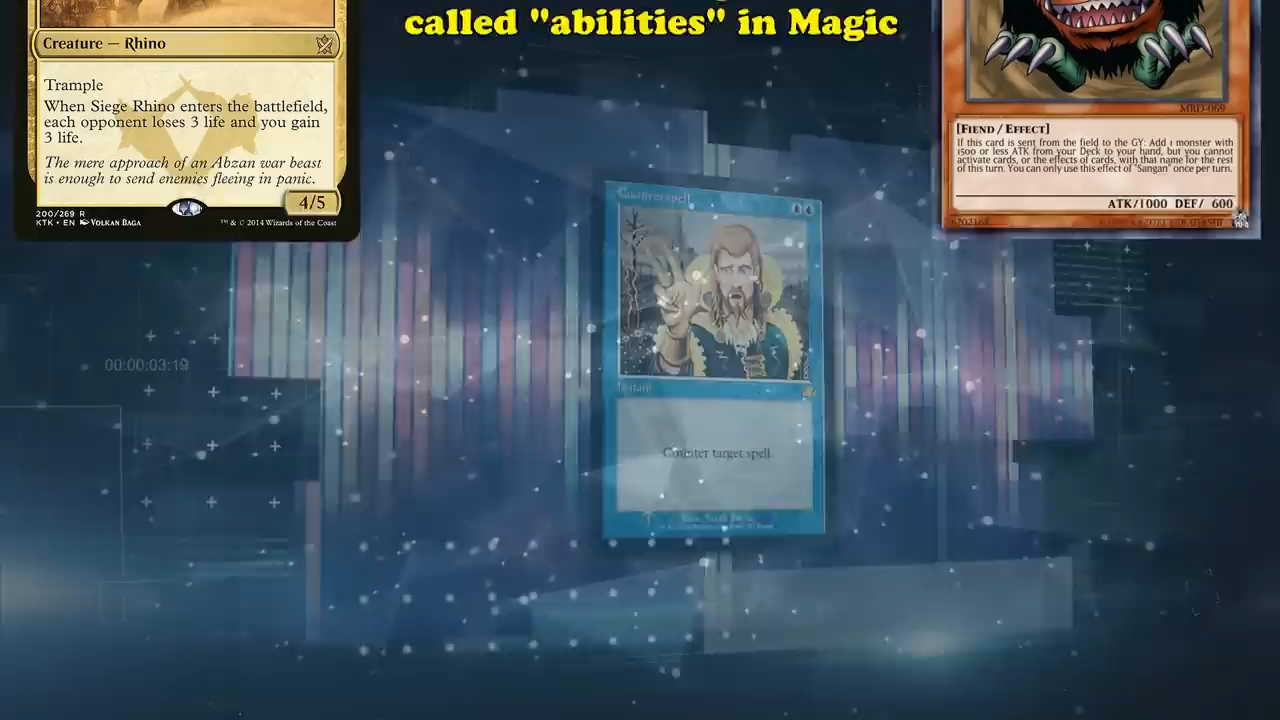 called "abilities" in Magic
Creature — Rhino
Trample
When Siege Rhino enters the battlefield,
each opponent loses 3 life and you gain
3 life.
The mere approach of an Abzan war beast
is enough to send enemies fleeing in panic.
4/5
200/269 R
KTK • EN VOLKAN BAGA
™ & © 2014 Wizards of the Coast
MRD-069
[FIEND / EFFECT]
If this card is sent from the field to the GY: Add 1 monster with
1500 or less ATK from your Deck to your hand, but you cannot
activate cards, or the effects of cards, with that name for the rest
of this turn. You can only use this effect of "Sangan" once per turn.
ATK/1000 DEF/ 600
Counterspell
Instant
Counter target spell.
00:00:03:19